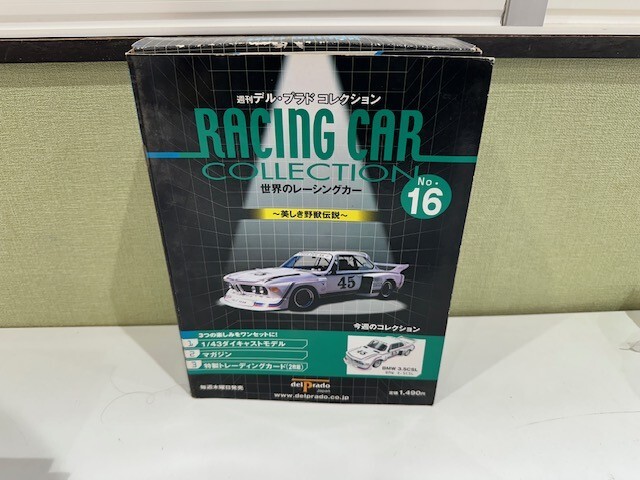 週刊デル・プラド コレクション
RACING CAR
COLLECTION
世界のレーシングカー
No.
16
～美しき野獣伝説～
45
3つの楽しみをワンセットに!
今週のコレクション
1 1/43ダイキャストモデル
2 マガジン
3 特製トレーディングカード(2枚組)
BMW 3.5CSL
毎週木曜日発売
delPrado
Japan
www.delprado.co.jp
定価 1,490円